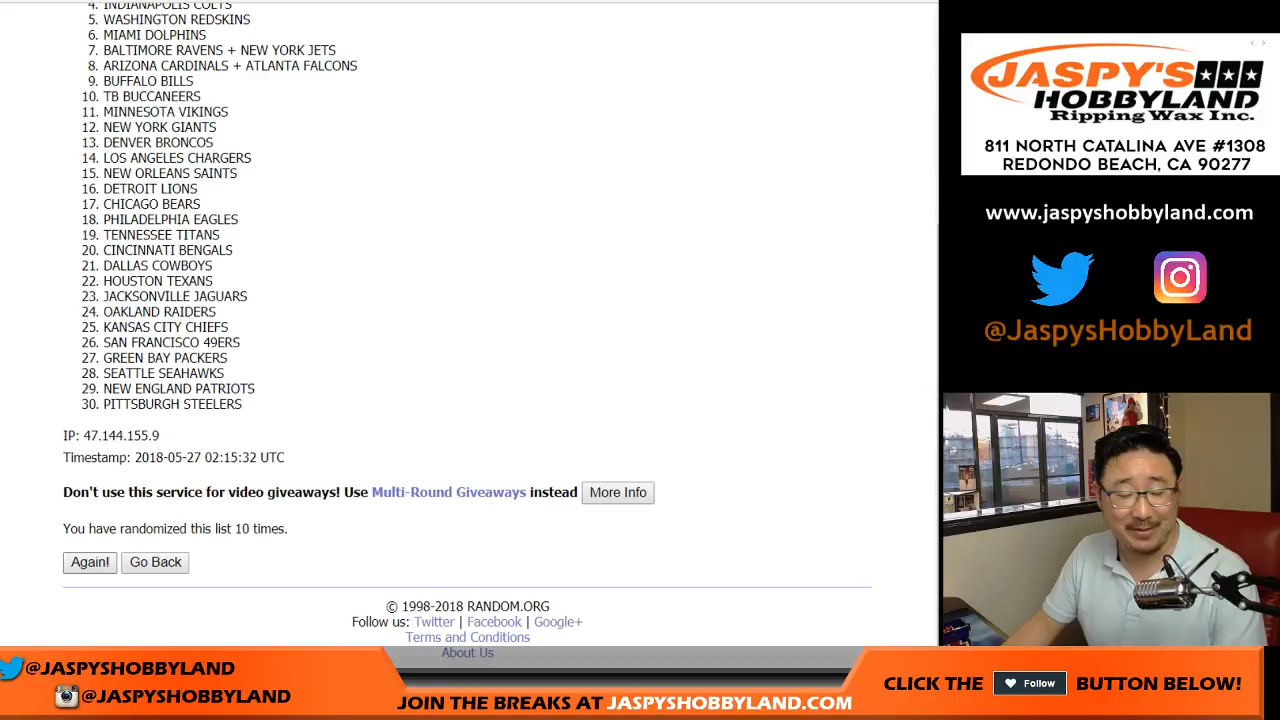 4. INDIANAPOLIS COLTS
5. WASHINGTON REDSKINS
6. MIAMI DOLPHINS
7. BALTIMORE RAVENS + NEW YORK JETS
8. ARIZONA CARDINALS + ATLANTA FALCONS
9. BUFFALO BILLS
10. TB BUCCANEERS
11. MINNESOTA VIKINGS
12. NEW YORK GIANTS
13. DENVER BRONCOS
14. LOS ANGELES CHARGERS
15. NEW ORLEANS SAINTS
16. DETROIT LIONS
17. CHICAGO BEARS
18. PHILADELPHIA EAGLES
19. TENNESSEE TITANS
20. CINCINNATI BENGALS
21. DALLAS COWBOYS
22. HOUSTON TEXANS
23. JACKSONVILLE JAGUARS
24. OAKLAND RAIDERS
25. KANSAS CITY CHIEFS
26. SAN FRANCISCO 49ERS
27. GREEN BAY PACKERS
28. SEATTLE SEAHAWKS
29. NEW ENGLAND PATRIOTS
30. PITTSBURGH STEELERS
IP: 47.144.155.9
Timestamp: 2018-05-27 02:15:32 UTC
Don't use this service for video giveaways! Use Multi-Round Giveaways instead More Info
You have randomized this list 10 times.
Again! Go Back
© 1998-2018 RANDOM.ORG
Follow us: Twitter | Facebook | Google+
Terms and Conditions
About Us
JASPY'S
HOBBYLAND
Ripping Wax Inc.
811 NORTH CATALINA AVE #1308
REDONDO BEACH, CA 90277
www.jaspyshobbyland.com
@JaspysHobbyLand
@JASPYSHOBBYLAND
@JASPYSHOBBYLAND
JOIN THE BREAKS AT JASPYSHOBBYLAND.COM
CLICK THE Follow BUTTON BELOW!